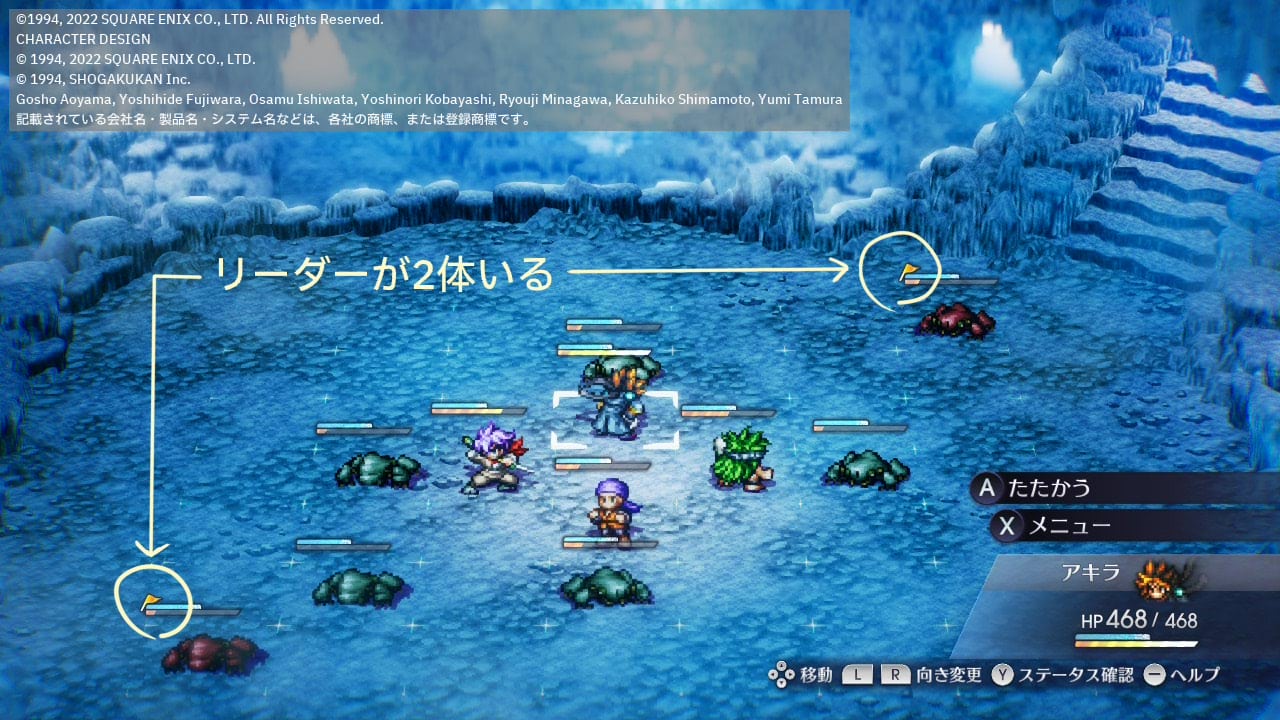 ©1994, 2022 SQUARE ENIX CO., LTD. All Rights Reserved.
CHARACTER DESIGN
© 1994, 2022 SQUARE ENIX CO., LTD.
© 1994, SHOGAKUKAN Inc.
Gosho Aoyama, Yoshihide Fujiwara, Osamu Ishiwata, Yoshinori Kobayashi, Ryouji Minagawa, Kazuhiko Shimamoto, Yumi Tamura
記載されている会社名・製品名・システム名などは、各社の商標、または登録商標です。
リーダーが2体いる
A たたかう
X メニュー
アキラ
HP 468 / 468
移動 L R 向き変更 Y ステータス確認 − ヘルプ